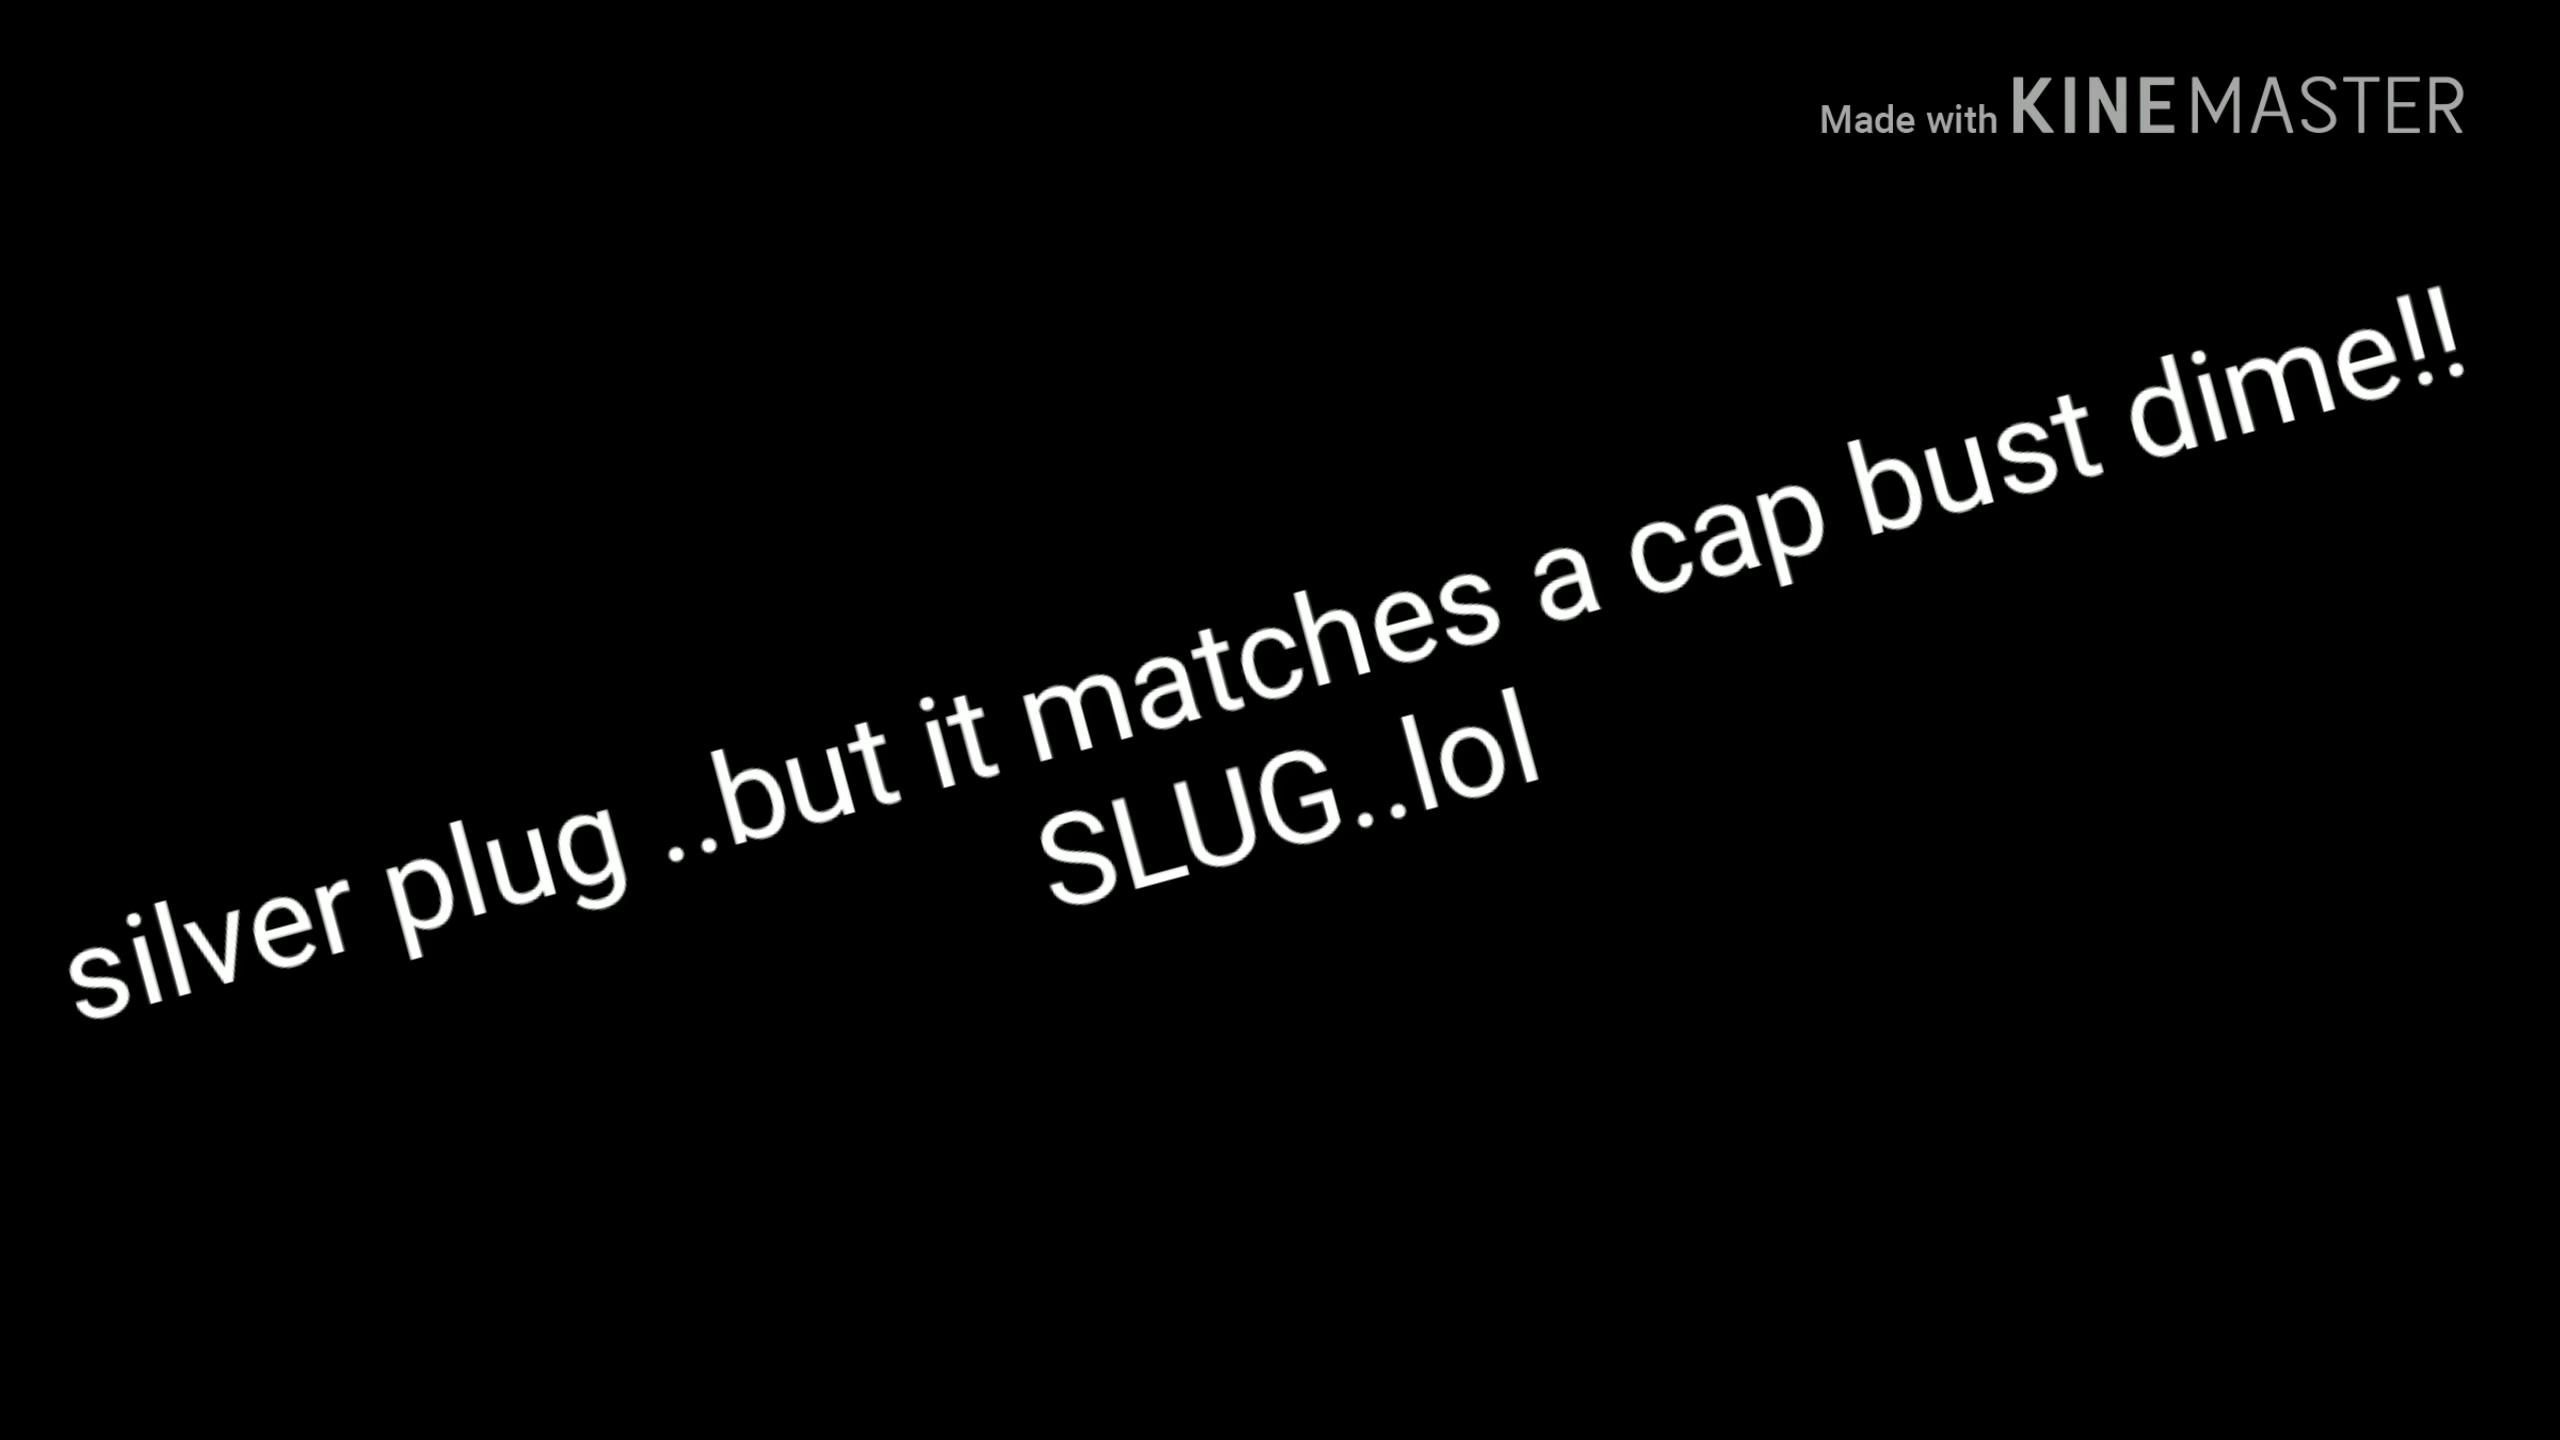 Made with KINEMASTER
silver plug ..but it matches a cap bust dime!!
SLUG..lol